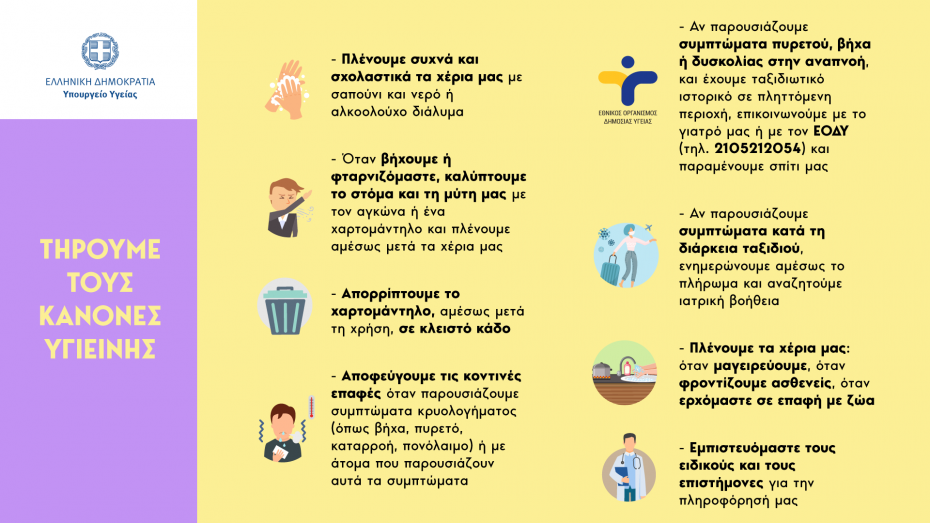 ΕΛΛΗΝΙΚΗ ΔΗΜΟΚΡΑΤΙΑ
Υπουργείο Υγείας
ΤΗΡΟΥΜΕ
ΤΟΥΣ
ΚΑΝΟΝΕΣ
ΥΓΙΕΙΝΗΣ
- Πλένουμε συχνά και
σχολαστικά τα χέρια μας με
σαπούνι και νερό ή
αλκοολούχο διάλυμα
- Όταν βήχουμε ή
φταρνιζόμαστε, καλύπτουμε
το στόμα και τη μύτη μας με
τον αγκώνα ή ένα
χαρτομάντηλο και πλένουμε
αμέσως μετά τα χέρια μας
- Απορρίπτουμε το
χαρτομάντηλο, αμέσως μετά
τη χρήση, σε κλειστό κάδο
- Αποφεύγουμε τις κοντινές
επαφές όταν παρουσιάζουμε
συμπτώματα κρυολογήματος
(όπως βήχα, πυρετό,
καταρροή, πονόλαιμο) ή με
άτομα που παρουσιάζουν
αυτά τα συμπτώματα
ΕΘΝΙΚΟΣ ΟΡΓΑΝΙΣΜΟΣ
ΔΗΜΟΣΙΑΣ ΥΓΕΙΑΣ
- Αν παρουσιάζουμε
συμπτώματα πυρετού, βήχα
ή δυσκολίας στην αναπνοή,
και έχουμε ταξιδιωτικό
ιστορικό σε πληττόμενη
περιοχή, επικοινωνούμε με το
γιατρό μας ή με τον ΕΟΔΥ
(τηλ. 2105212054) και
παραμένουμε σπίτι μας
- Αν παρουσιάζουμε
συμπτώματα κατά τη
διάρκεια ταξιδιού,
ενημερώνουμε αμέσως το
πλήρωμα και αναζητούμε
ιατρική βοήθεια
- Πλένουμε τα χέρια μας:
όταν μαγειρεύουμε, όταν
φροντίζουμε ασθενείς, όταν
ερχόμαστε σε επαφή με ζώα
- Εμπιστευόμαστε τους
ειδικούς και τους
επιστήμονες για την
πληροφόρησή μας